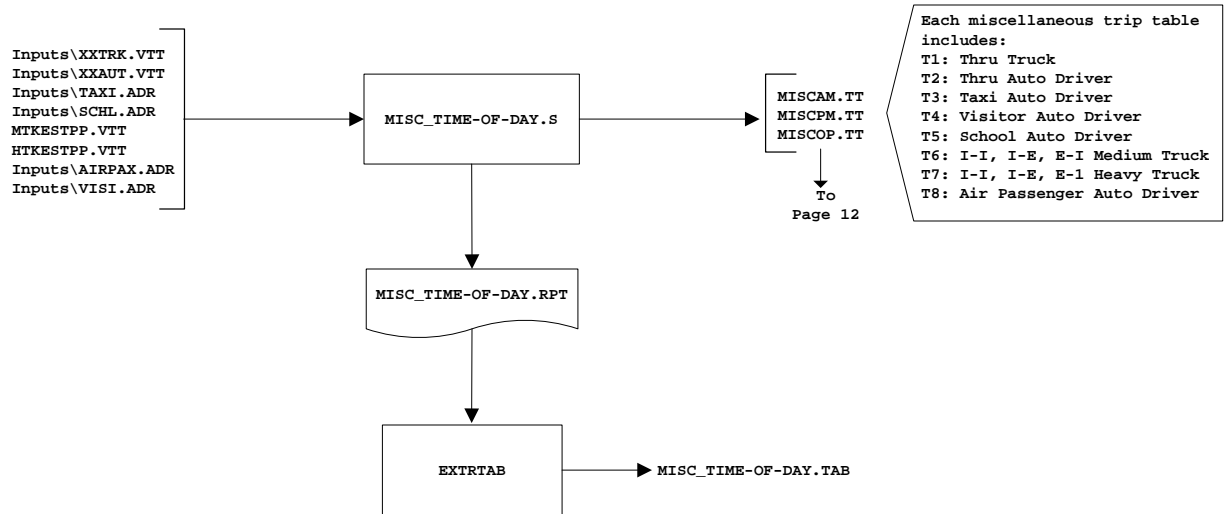 Inputs\XXTRK.VTT
Inputs\XXAUT.VTT
Inputs\TAXI.ADR
Inputs\SCHL.ADR
MTKESTPP.VTT
HTKESTPP.VTT
Inputs\AIRPAX.ADR
Inputs\VISI.ADR
MISC_TIME-OF-DAY.S
MISCAM.TT
MISCPM.TT
MISCOP.TT
To
Page 12
Each miscellaneous trip table
includes:
T1: Thru Truck
T2: Thru Auto Driver
T3: Taxi Auto Driver
T4: Visitor Auto Driver
T5: School Auto Driver
T6: I-I, I-E, E-I Medium Truck
T7: I-I, I-E, E-1 Heavy Truck
T8: Air Passenger Auto Driver
MISC_TIME-OF-DAY.RPT
EXTRTAB
MISC_TIME-OF-DAY.TAB